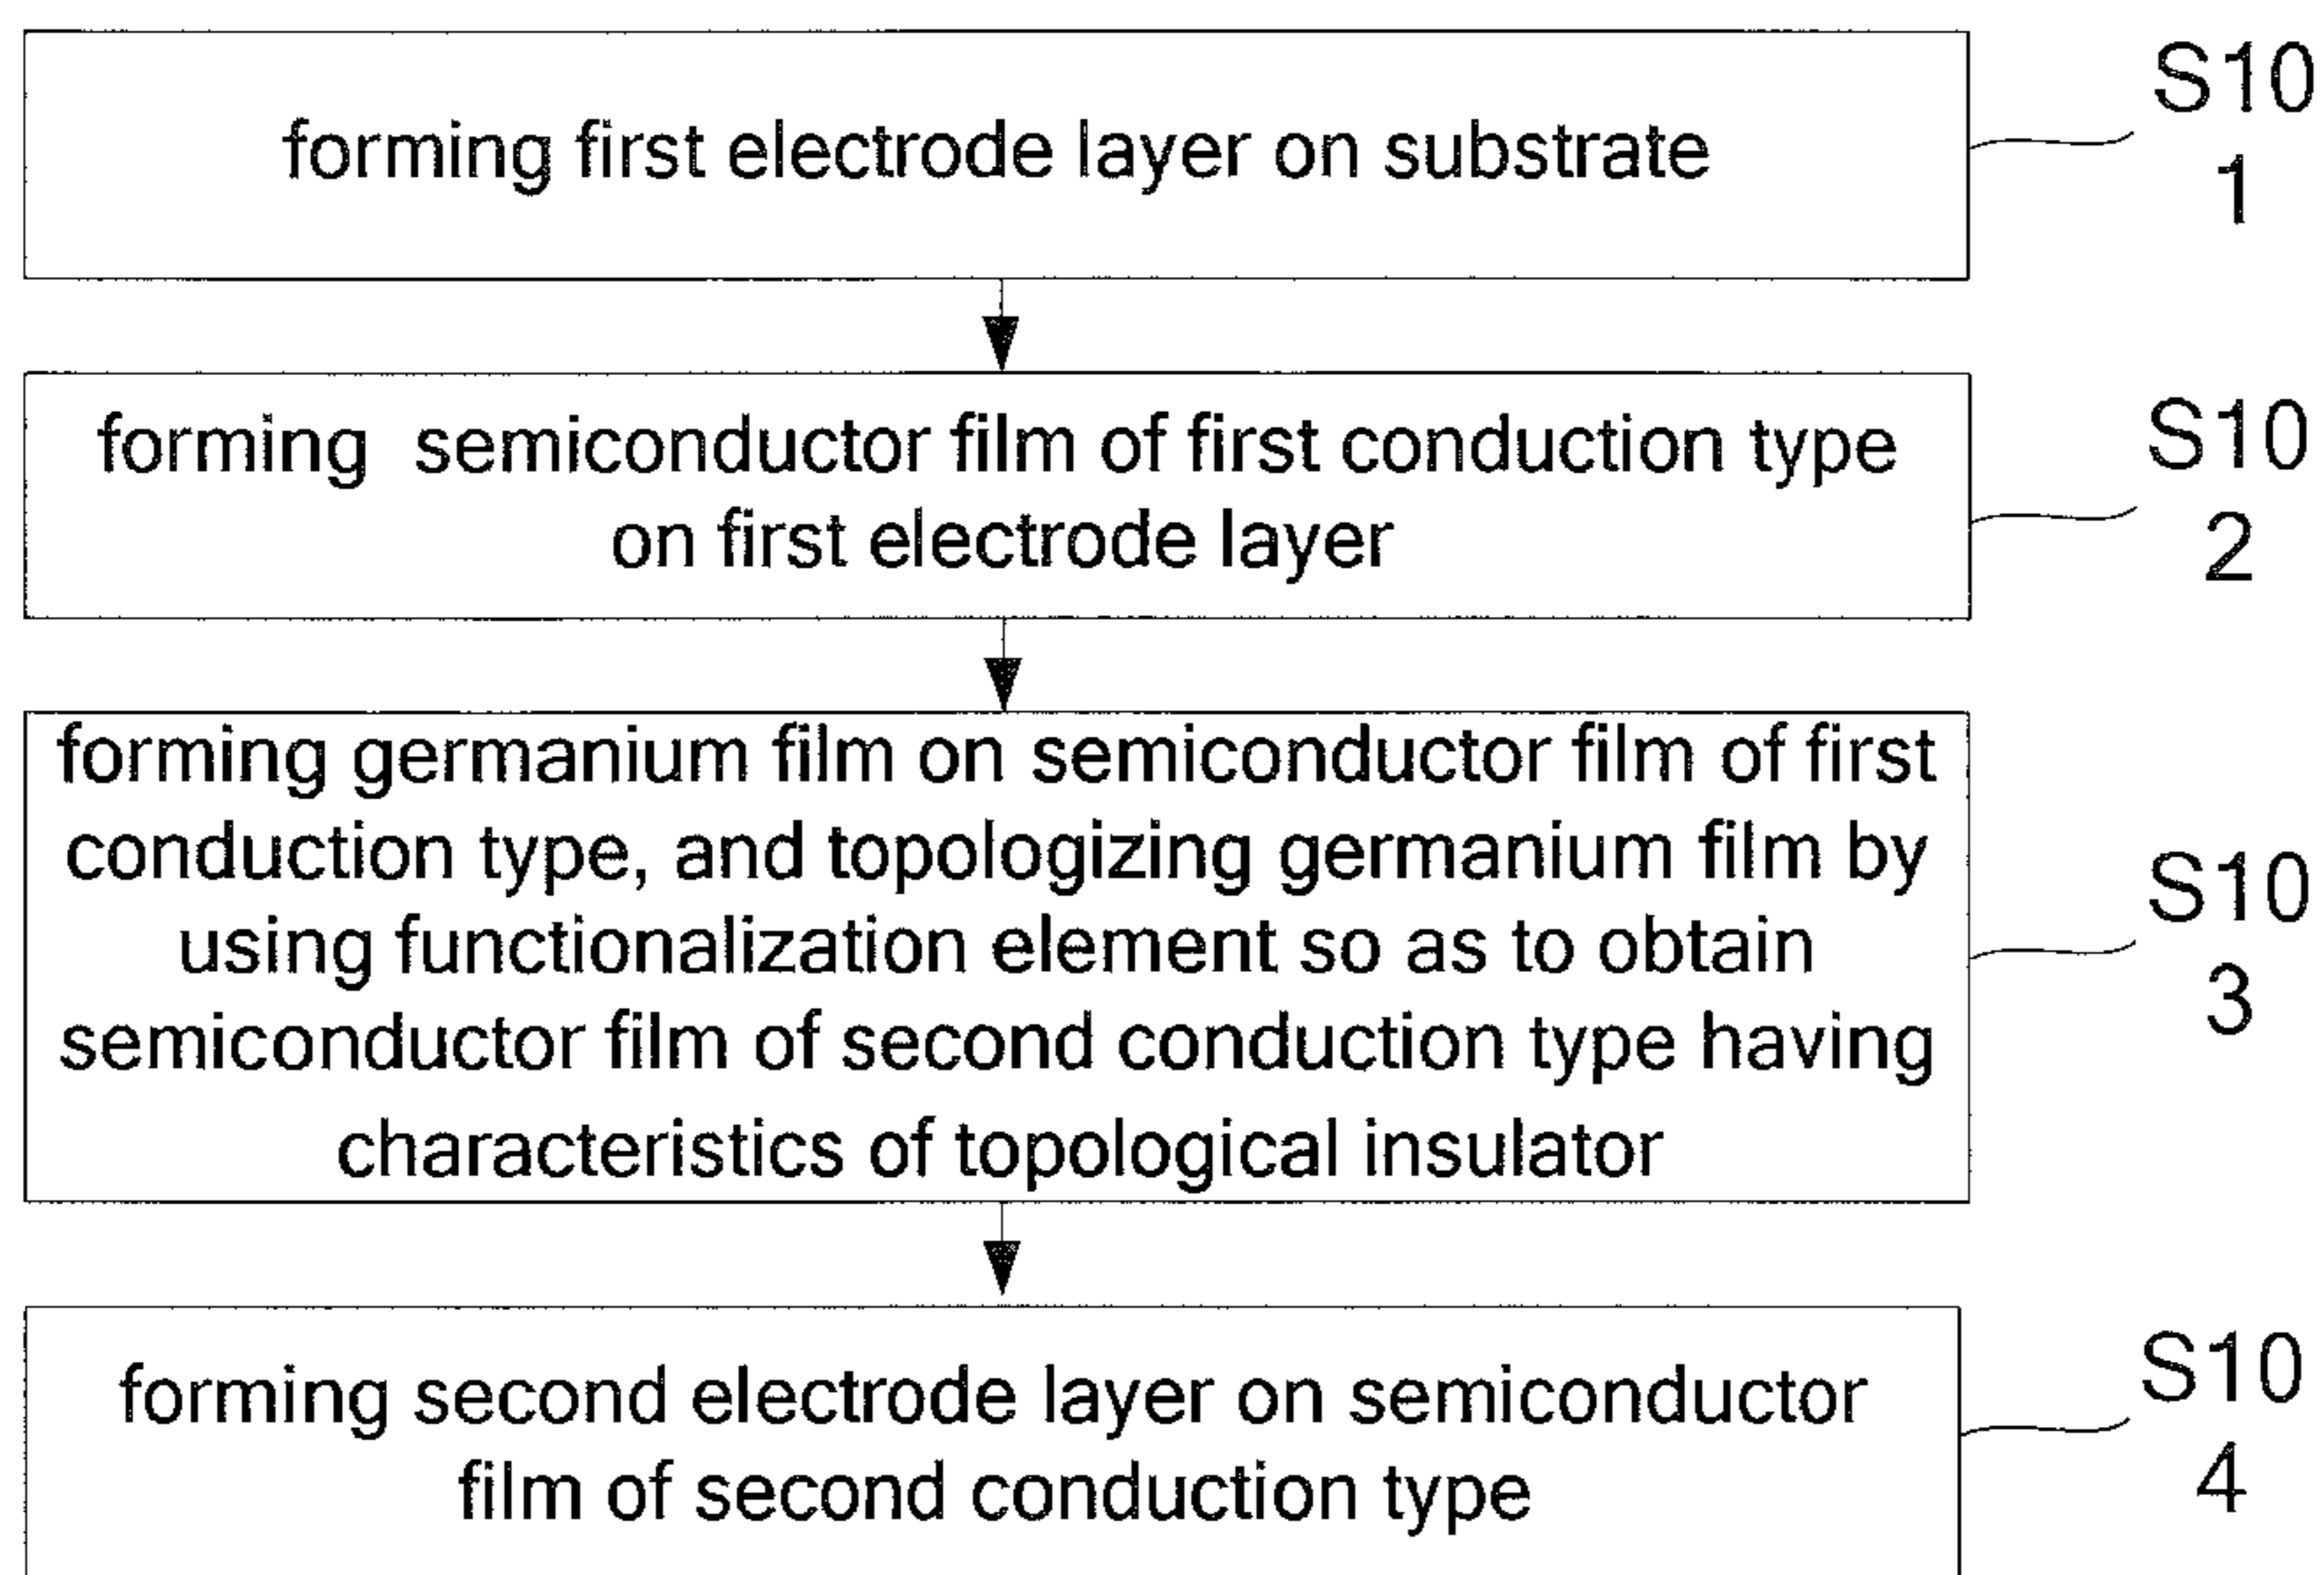 forming first electrode layer on substrate
S10
1
forming semiconductor film of first conduction type
on first electrode layer
S10
2
forming germanium film on semiconductor film of first
conduction type, and topologizing germanium film by
using functionalization element so as to obtain
semiconductor film of second conduction type having
characteristics of topological insulator
S10
3
forming second electrode layer on semiconductor
film of second conduction type
S10
4